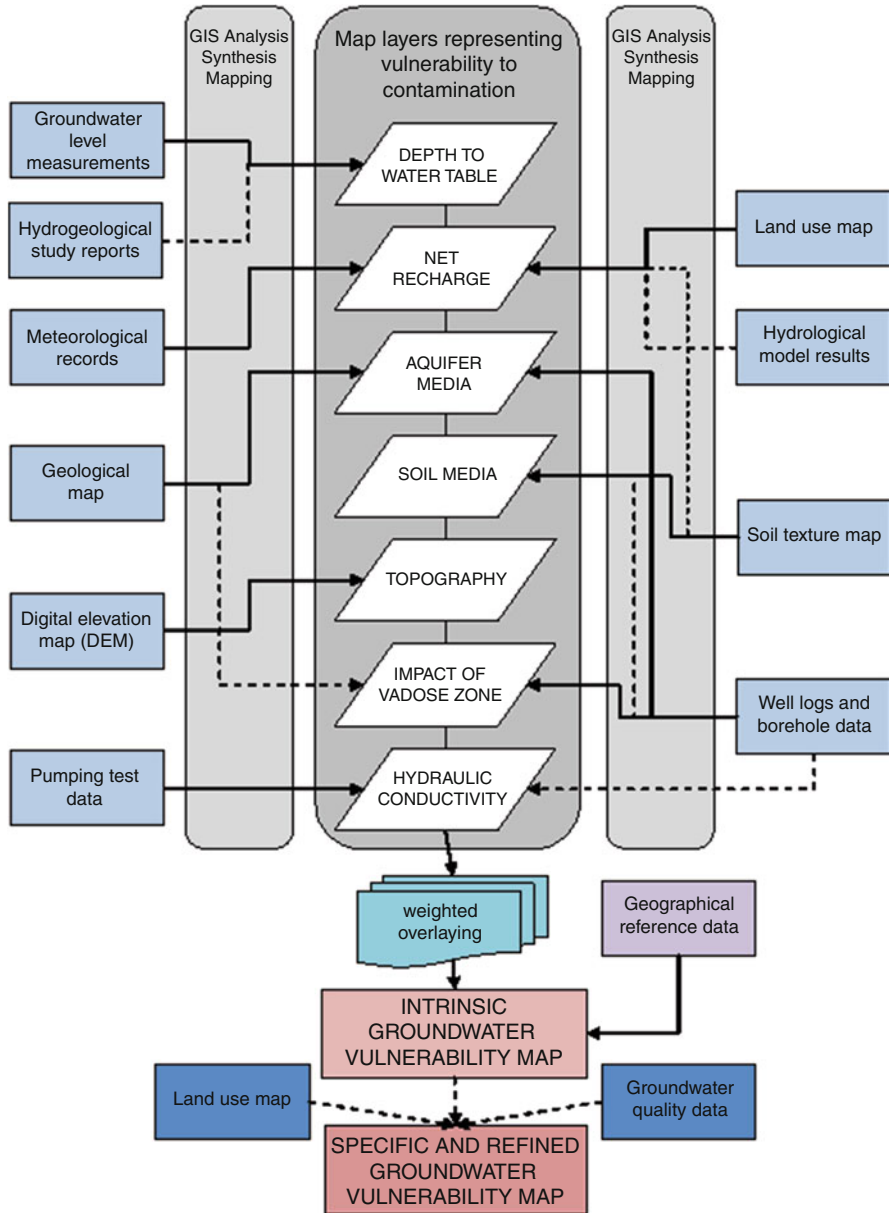 GIS Analysis
Synthesis
Mapping
Map layers representing
vulnerability to
contamination
GIS Analysis
Synthesis
Mapping
Groundwater
level
measurements
Hydrogeological
study reports
Meteorological
records
Geological
map
Digital elevation
map (DEM)
Pumping test
data
DEPTH TO
WATER TABLE
NET
RECHARGE
AQUIFER
MEDIA
SOIL MEDIA
TOPOGRAPHY
IMPACT OF
VADOSE ZONE
HYDRAULIC
CONDUCTIVITY
Land use map
Hydrological
model results
Soil texture map
Well logs and
borehole data
weighted
overlaying
Geographical
reference data
INTRINSIC
GROUNDWATER
VULNERABILITY MAP
Land use map
Groundwater
quality data
SPECIFIC AND REFINED
GROUNDWATER
VULNERABILITY MAP